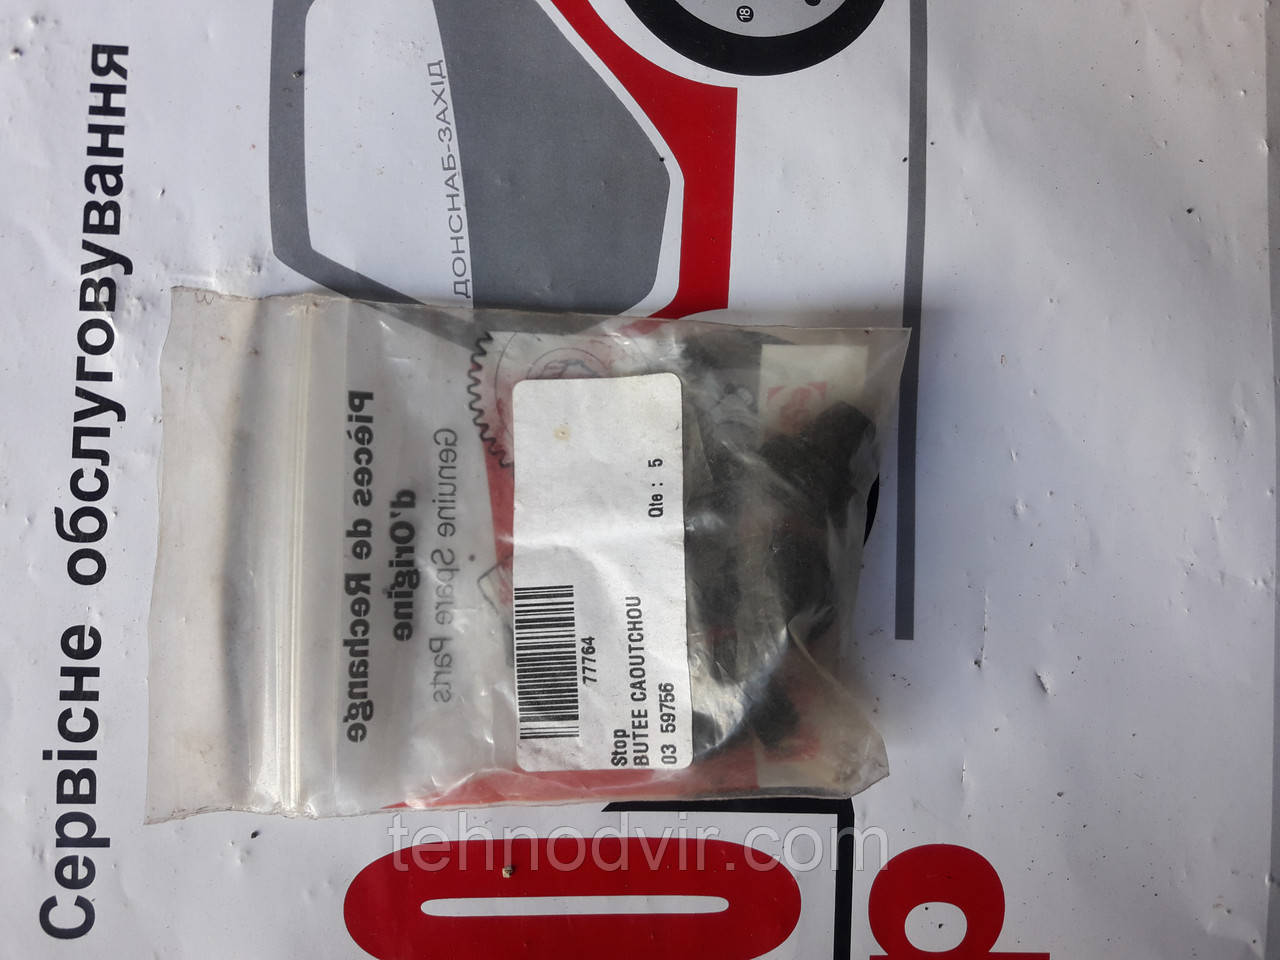 Сервісне обслуговування
ДОНСНАБ-ЗАХІД
18
Pièces de Rechange
d'Origine
Genuine Spare Parts
77764
Stop
BUTEE CAOUTCHOU
03 59756
Qte : 5
tehnodvir.com